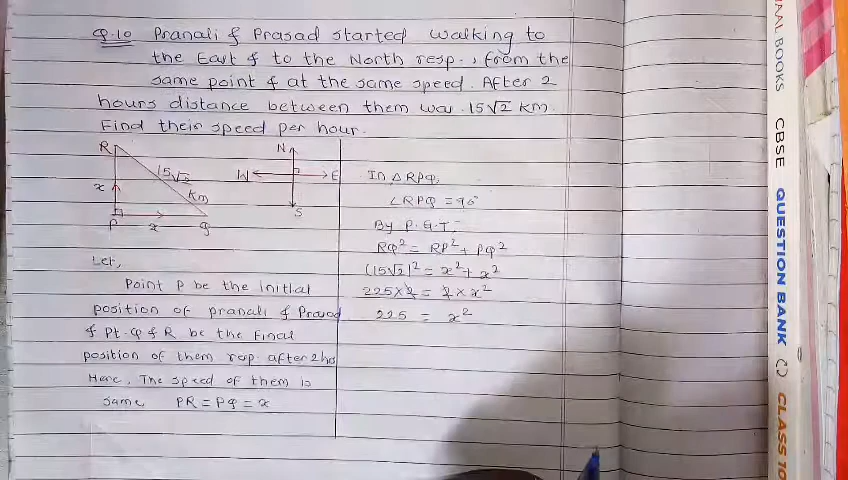 Q.10 Pranali & Prasad started walking to
the East & to the North resp., from the
same point & at the same speed. After 2
hours distance between them was 15√2 km.
Find their speed per hour.
R
15√2
km
x
P
x
Q
N
W
E
S
Let,
Point P be the initial
position of pranali & Prasad
& Pt. Q & R be the Final
position of them resp. after 2 hs
Here, The speed of them is
same PR = PQ = x
In △RPQ,
∠RPQ = 90°
By P.G.T,
RQ² = RP² + PQ²
(15√2)² = x² + x²
225 × 2 = 2 × x²
225 = x²
NAAL BOOKS
CBSE QUESTION BANK CLASS 10